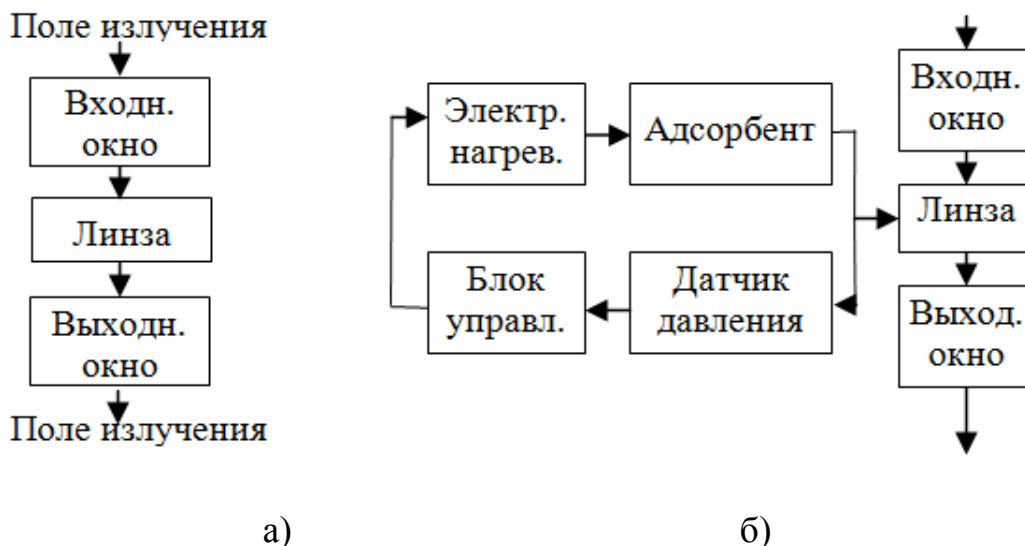 Поле излучения
Входн.
окно
Линза
Выходн.
окно
Поле излучения
Электр.
нагрев.
Адсорбент
Блок
управл.
Датчик
давления
Входн.
окно
Линза
Выход.
окно
а)
б)